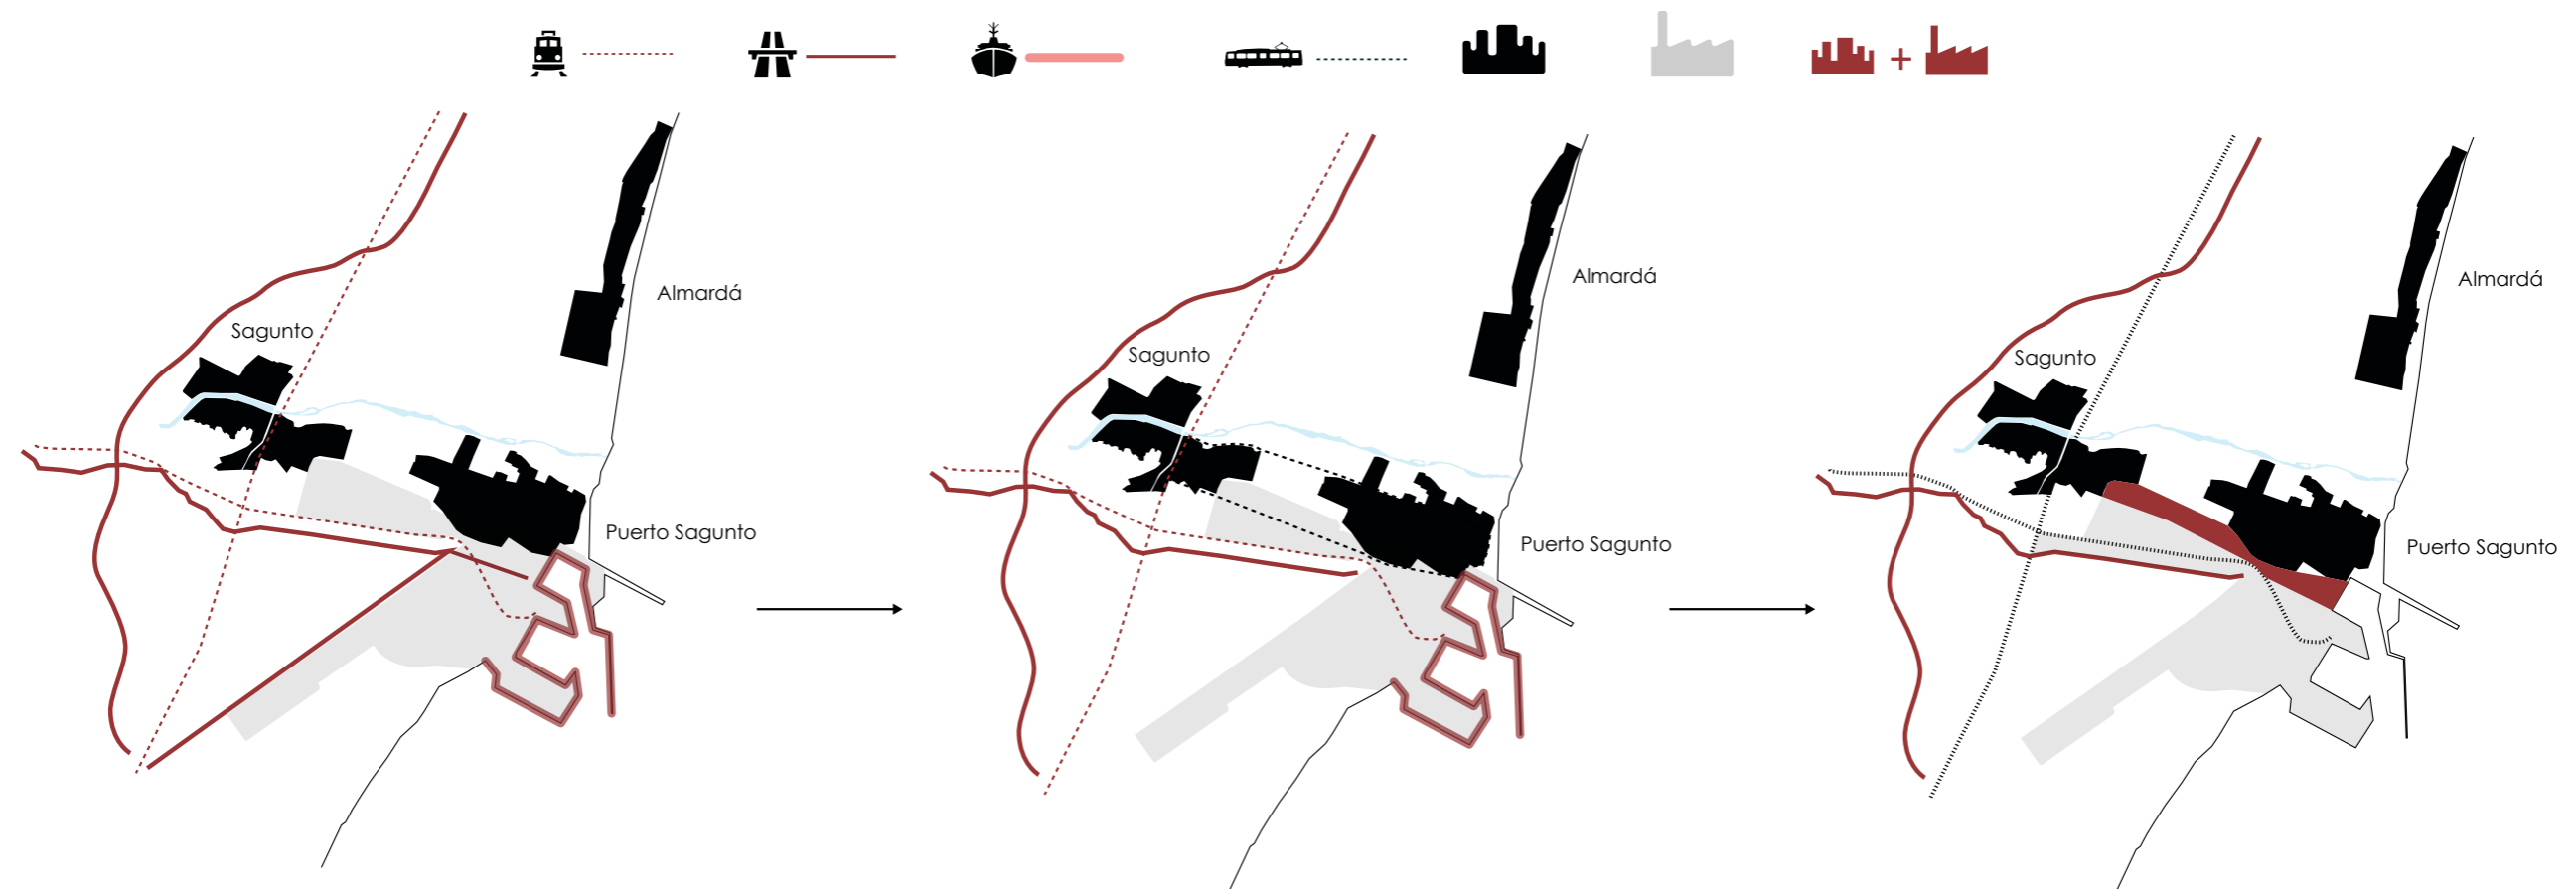 +
Almardá
Sagunto
Puerto Sagunto
Almardá
Sagunto
Puerto Sagunto
Almardá
Sagunto
Puerto Sagunto